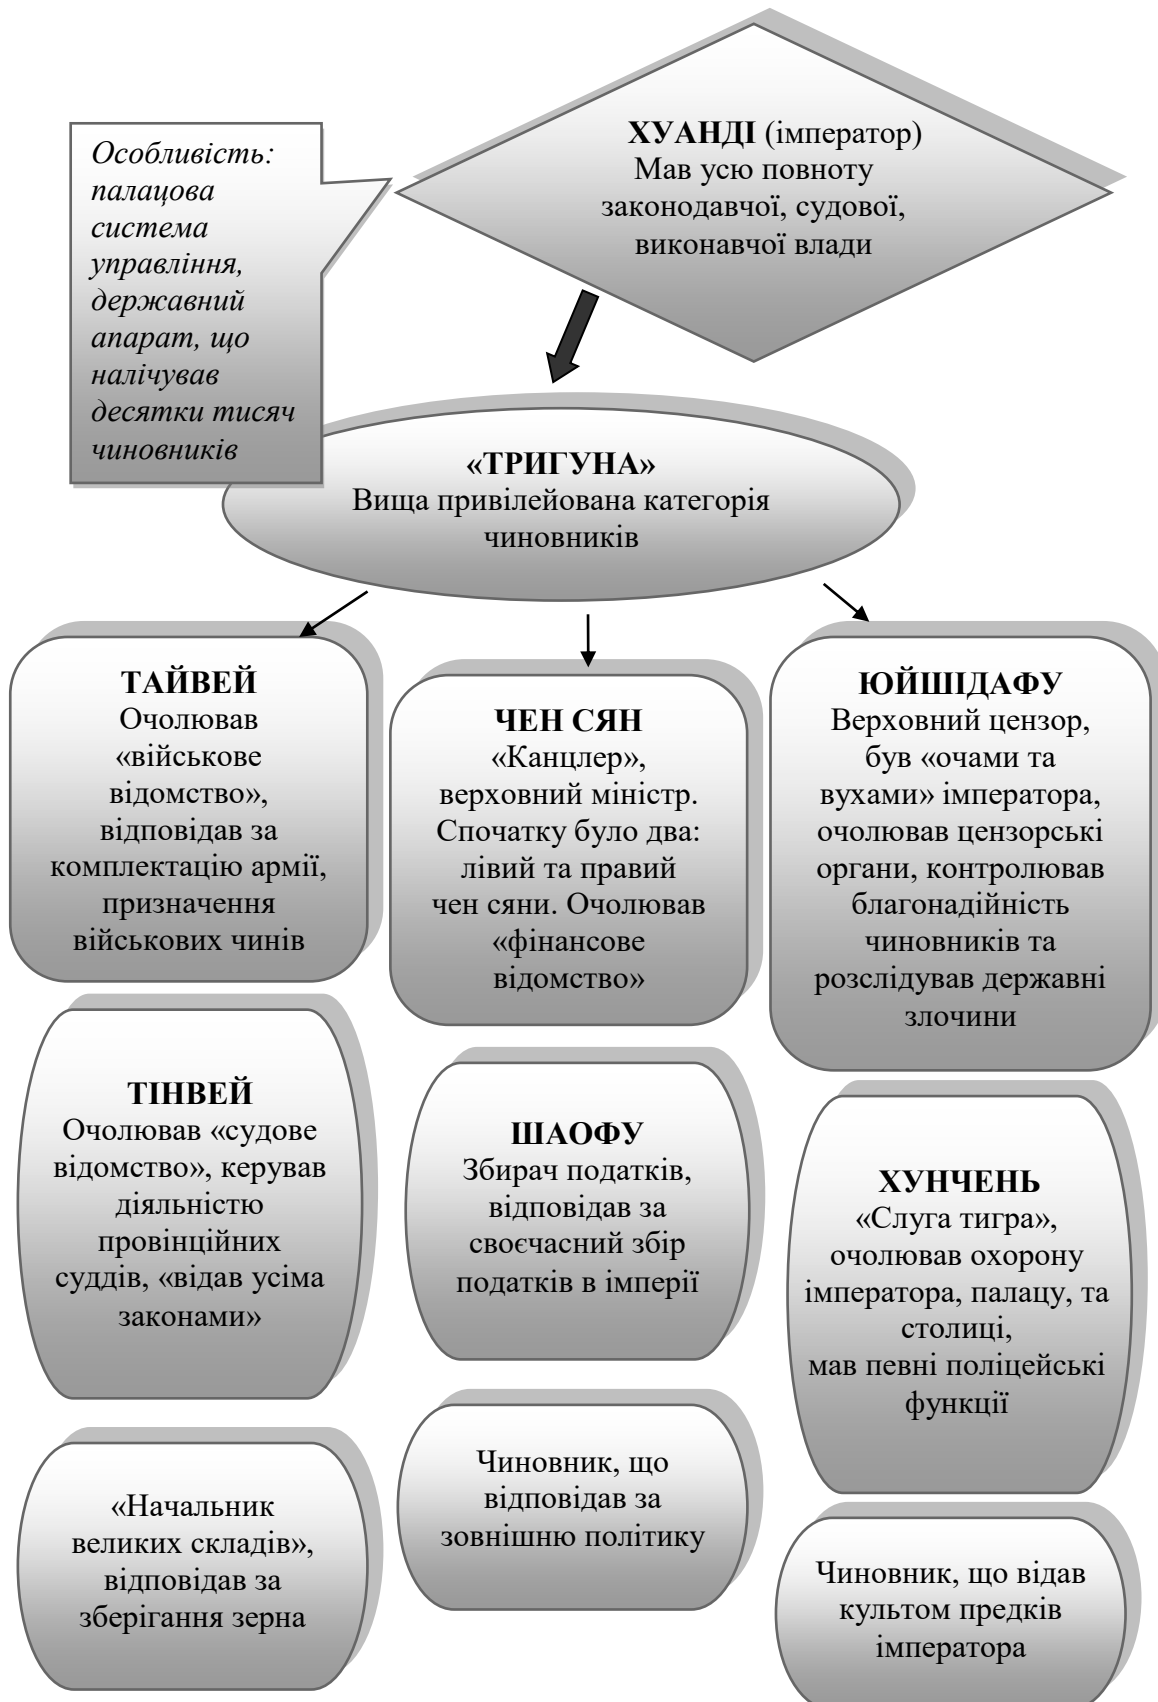 ХУАНДІ (імператор)
Мав усю повноту
законодавчої, судової,
виконавчої влади
Особливість:
палацова
система
управління,
державний
апарат, що
налічував
десятки тисяч
чиновників
«ТРИГУНА»
Вища привілейована категорія
чиновників
ТАЙВЕЙ
Очолював
«військове
відомство»,
відповідав за
комплектацію армії,
призначення
військових чинів
ЧЕН СЯН
«Канцлер»,
верховний міністр.
Спочатку було два:
лівий та правий
чен сяни. Очолював
«фінансове
відомство»
ЮЙШІДАФУ
Верховний цензор,
був «очами та
вухами» імператора,
очолював цензорські
органи, контролював
благонадійність
чиновників та
розслідував державні
злочини
ТІНВЕЙ
Очолював «судове
відомство», керував
діяльністю
провінційних
суддів, «відав усіма
законами»
ШАОФУ
Збирач податків,
відповідав за
своєчасний збір
податків в імперії
ХУНЧЕНЬ
«Слуга тигра»,
очолював охорону
імператора, палацу, та
столиці,
мав певні поліцейські
функції
«Начальник
великих складів»,
відповідав за
зберігання зерна
Чиновник, що
відповідав за
зовнішню політику
Чиновник, що відав
культом предків
імператора